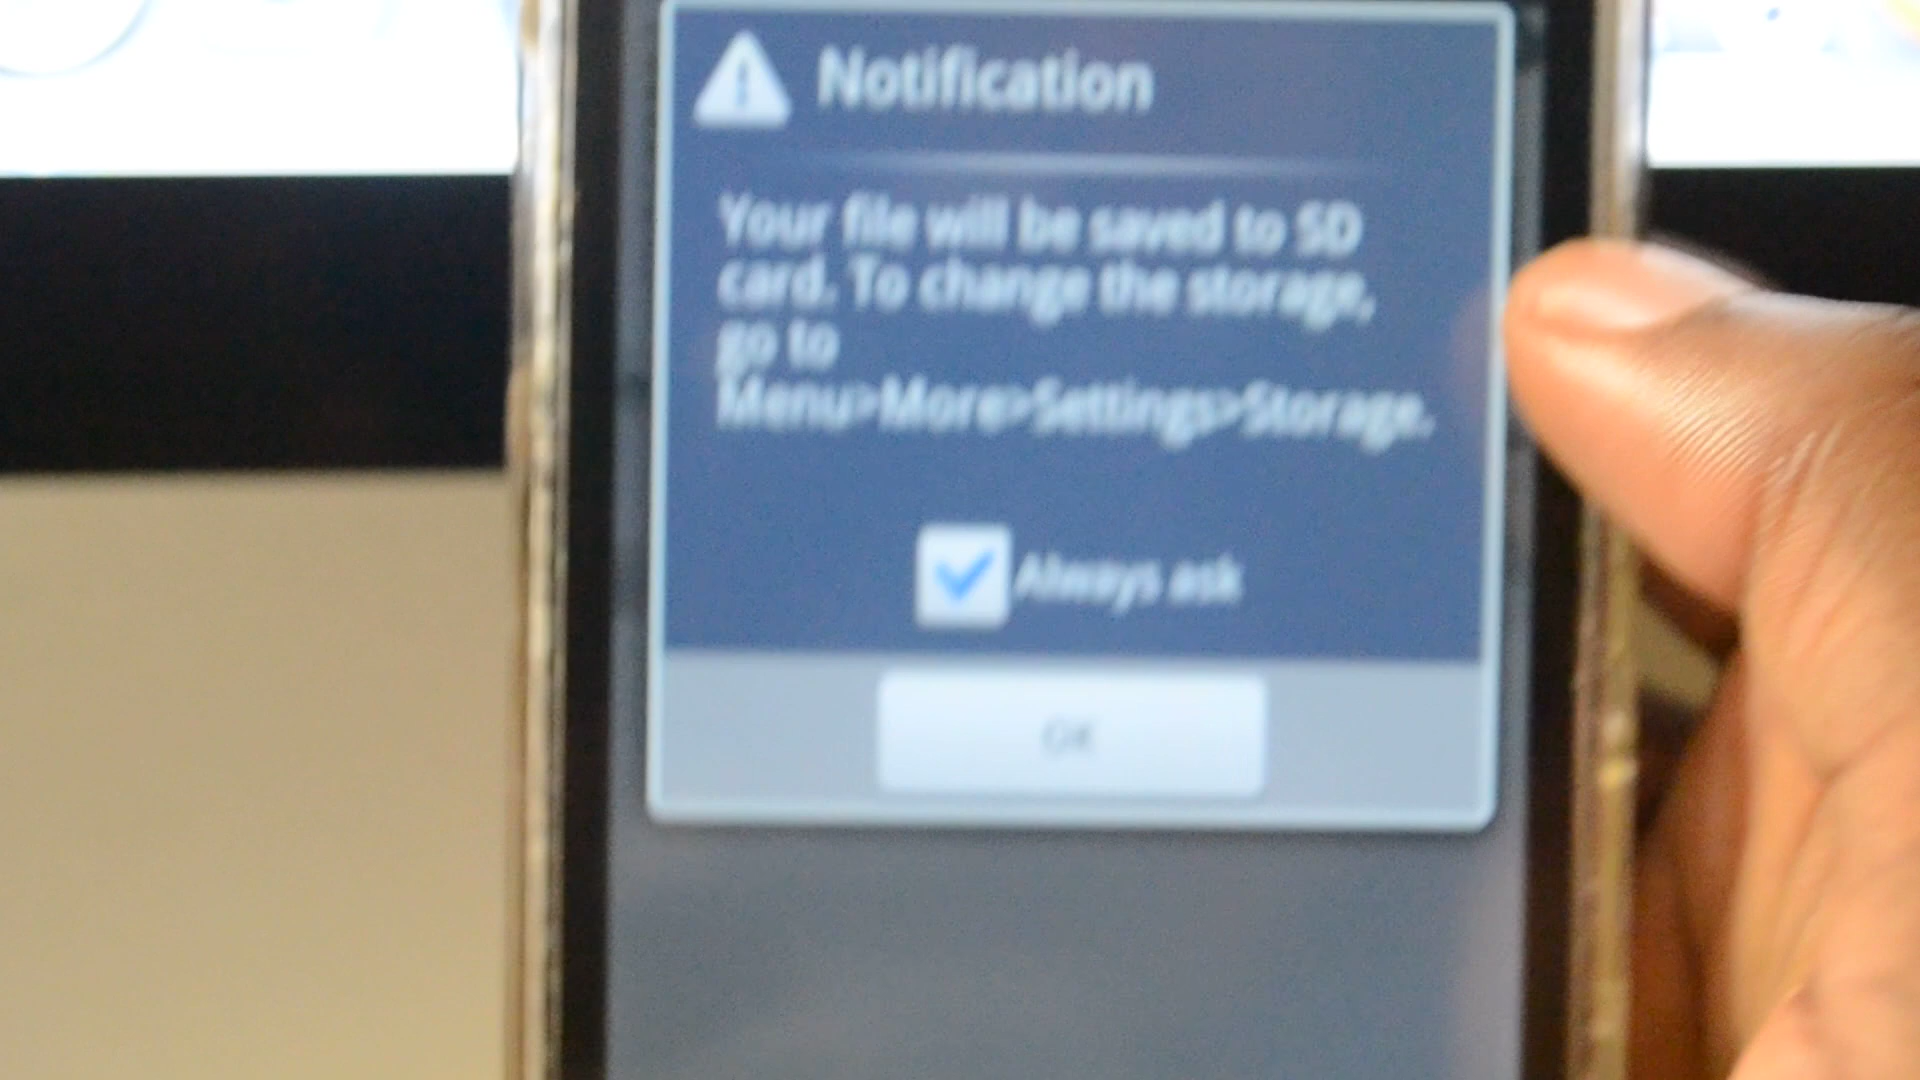 Notification
Your file will be saved to SD
card. To change the storage,
go to
Menu>More>Settings>Storage.
Always ask
OK